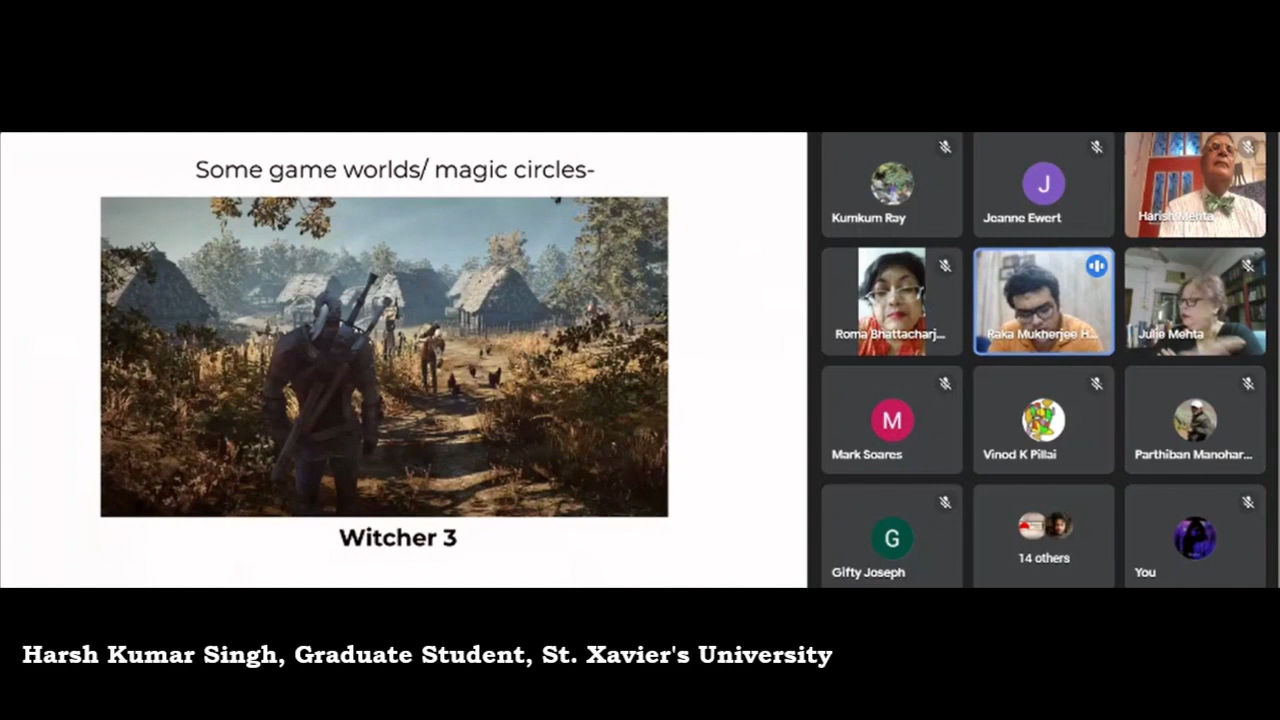 Some game worlds/ magic circles-
Witcher 3
Kumkum Ray
J
Jeanne Ewert
Harish Mehta
Roma Bhattacharj...
Raka Mukherjee H...
Julie Mehta
M
Mark Soares
Vinod K Pillai
Parthiban Manohar...
G
Gifty Joseph
14 others
You
Harsh Kumar Singh, Graduate Student, St. Xavier's University